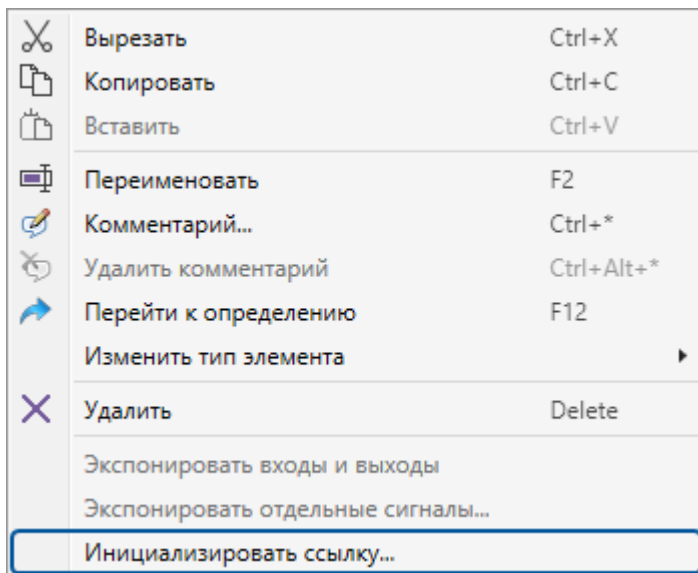 Вырезать Ctrl+X
Копировать Ctrl+C
Вставить Ctrl+V
Переименовать F2
Комментарий... Ctrl+*
Удалить комментарий Ctrl+Alt+*
Перейти к определению F12
Изменить тип элемента
Удалить Delete
Экспонировать входы и выходы
Экспонировать отдельные сигналы...
Инициализировать ссылку...